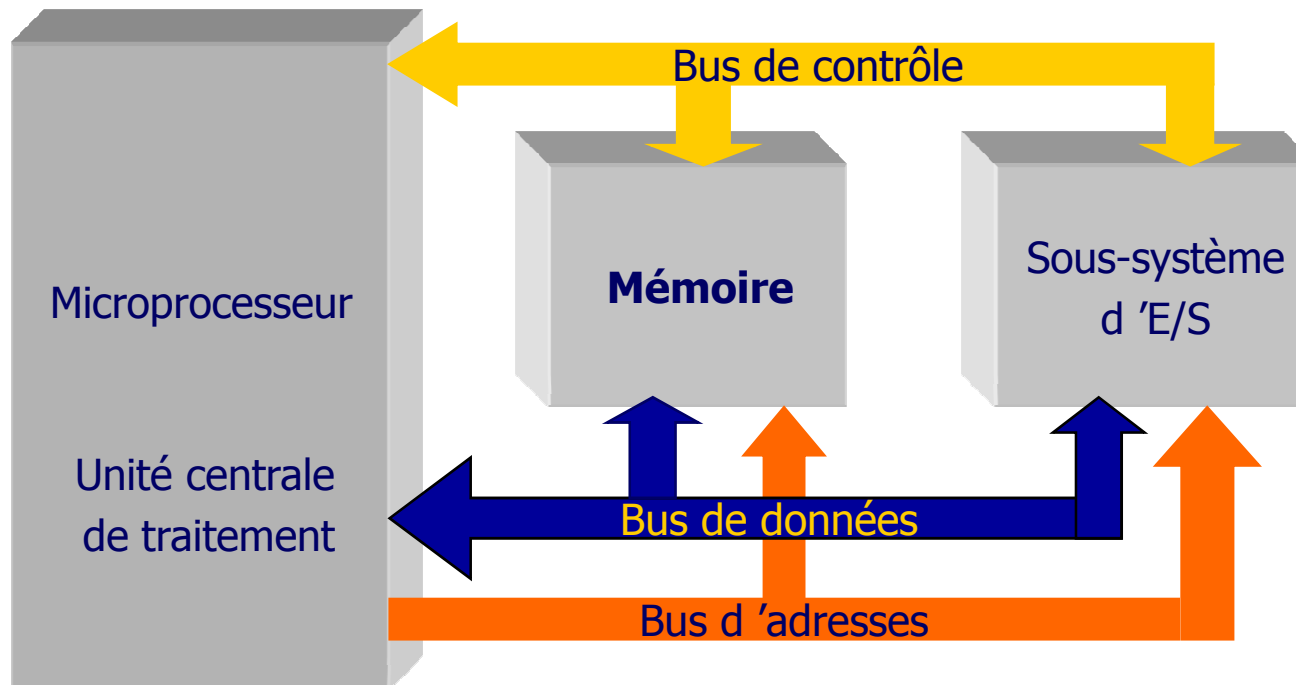 Bus de contrôle
Microprocesseur
Unité centrale
de traitement
Mémoire
Sous-système
d ’E/S
Bus de données
Bus d ’adresses